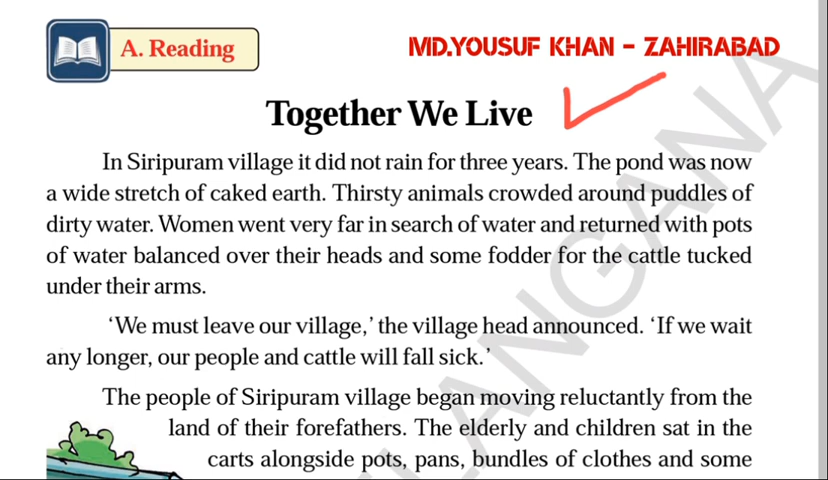 A. Reading
MD.YOUSUF KHAN - ZAHIRABAD
Together We Live
In Siripuram village it did not rain for three years. The pond was now
a wide stretch of caked earth. Thirsty animals crowded around puddles of
dirty water. Women went very far in search of water and returned with pots
of water balanced over their heads and some fodder for the cattle tucked
under their arms.
‘We must leave our village,’ the village head announced. ‘If we wait
any longer, our people and cattle will fall sick.’
The people of Siripuram village began moving reluctantly from the
land of their forefathers. The elderly and children sat in the
carts alongside pots, pans, bundles of clothes and some
ELANGANA